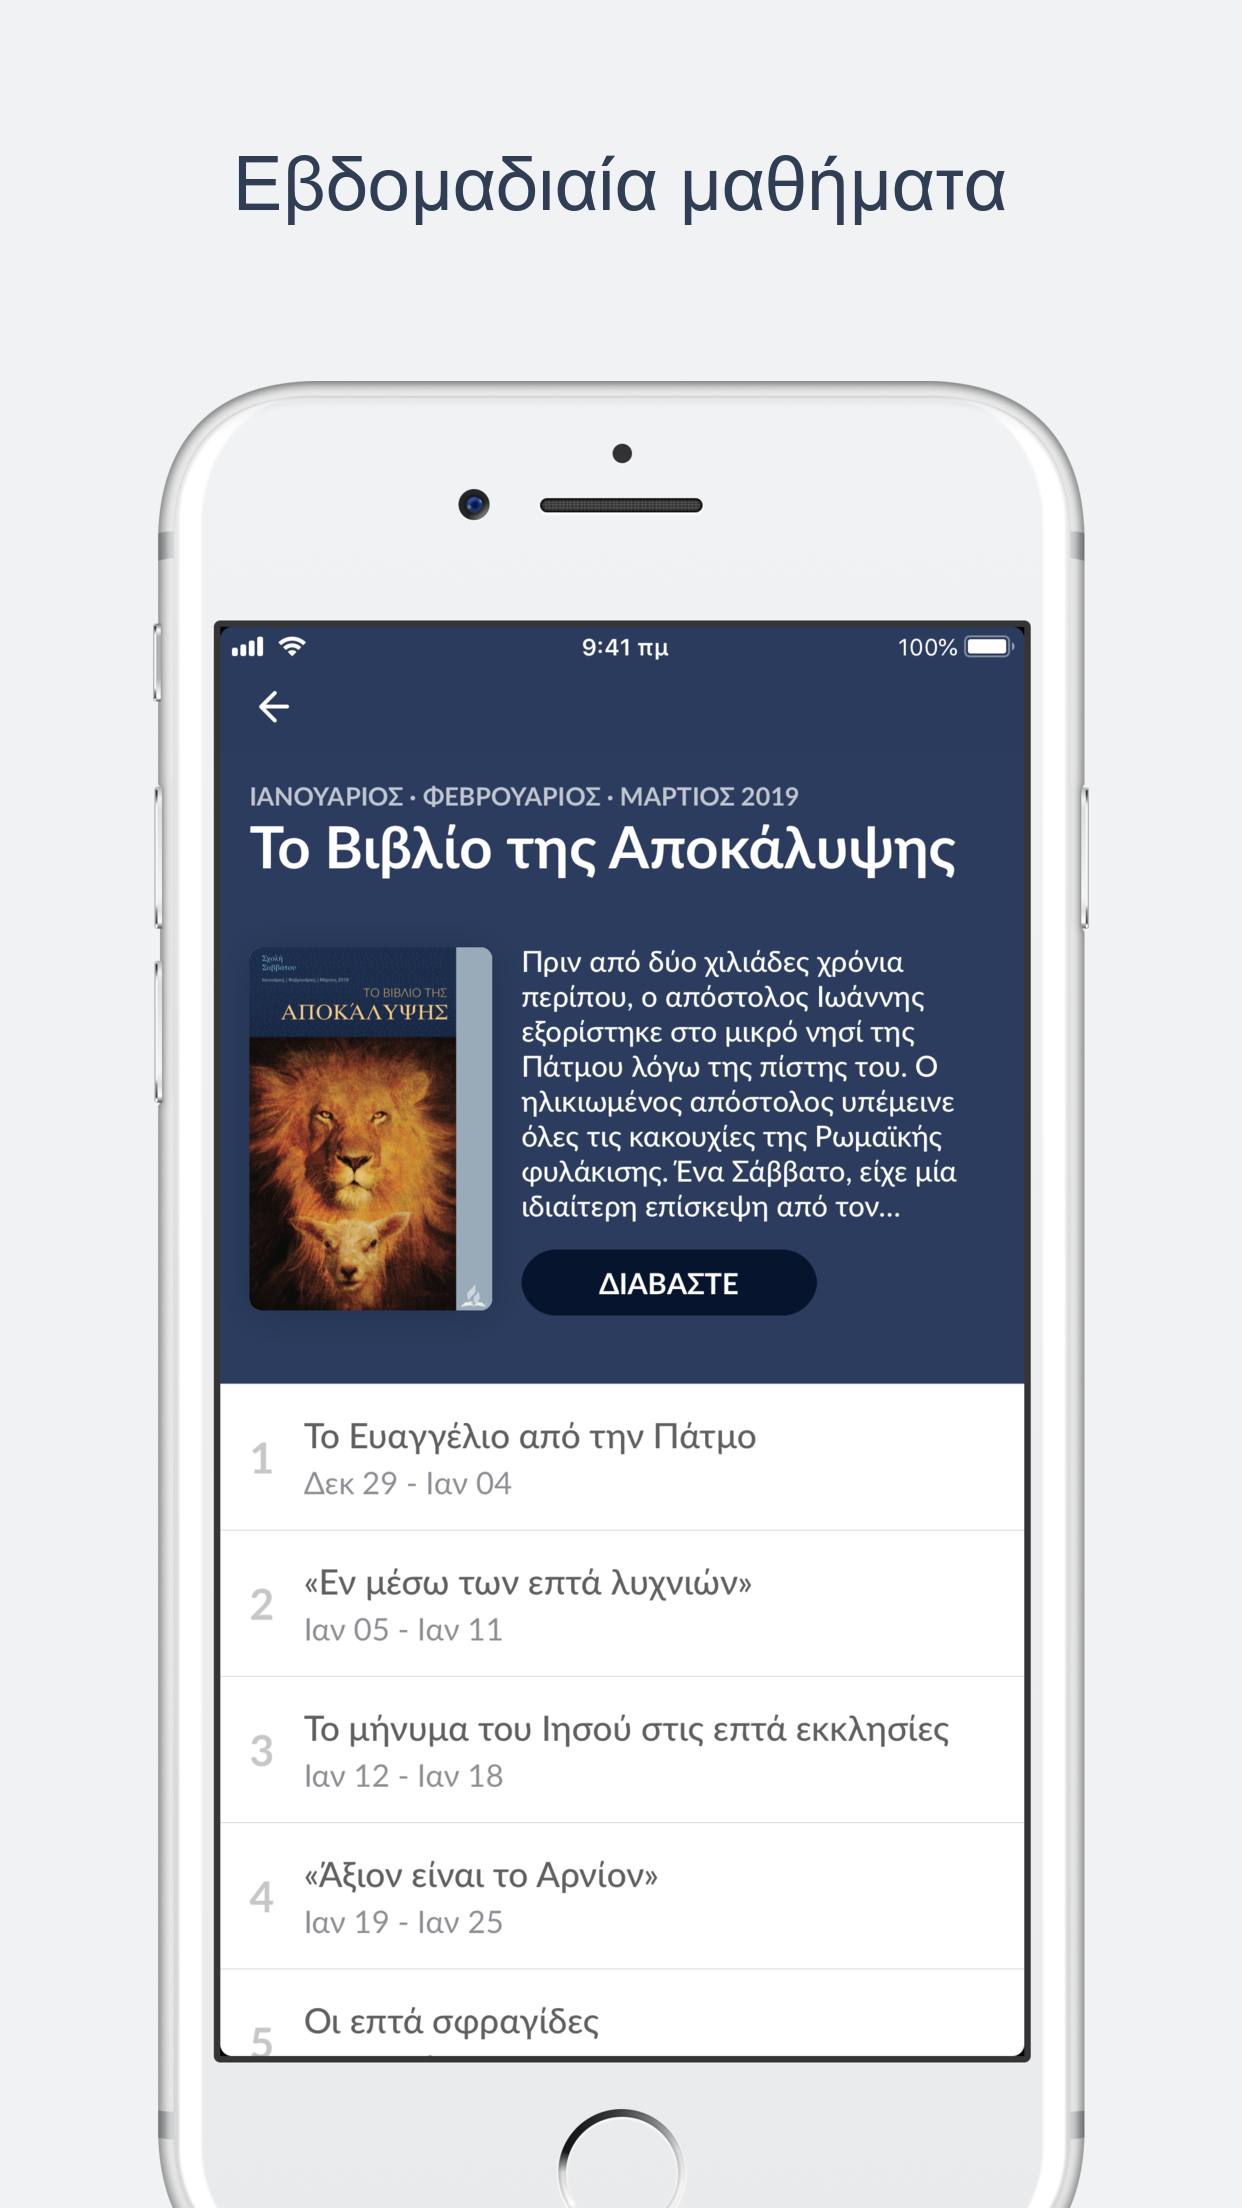 Εβδομαδιαία μαθήματα
9:41 πμ
100%
ΙΑΝΟΥΑΡΙΟΣ · ΦΕΒΡΟΥΑΡΙΟΣ · ΜΑΡΤΙΟΣ 2019
Το Βιβλίο της Αποκάλυψης
Σχολή
Σαββάτου
Ιανουάριος | Φεβρουάριος | Μάρτιος 2019
ΤΟ ΒΙΒΛΙΟ ΤΗΣ
ΑΠΟΚΆΛΥΨΗΣ
Πριν από δύο χιλιάδες χρόνια
περίπου, ο απόστολος Ιωάννης
εξορίστηκε στο μικρό νησί της
Πάτμου λόγω της πίστης του. Ο
ηλικιωμένος απόστολος υπέμεινε
όλες τις κακουχίες της Ρωμαϊκής
φυλάκισης. Ένα Σάββατο, είχε μία
ιδιαίτερη επίσκεψη από τον...
ΔΙΑΒΑΣΤΕ
1
Το Ευαγγέλιο από την Πάτμο
Δεκ 29 - Ιαν 04
2
«Εν μέσω των επτά λυχνιών»
Ιαν 05 - Ιαν 11
3
Το μήνυμα του Ιησού στις επτά εκκλησίες
Ιαν 12 - Ιαν 18
4
«Άξιον είναι το Αρνίον»
Ιαν 19 - Ιαν 25
5
Οι επτά σφραγίδες